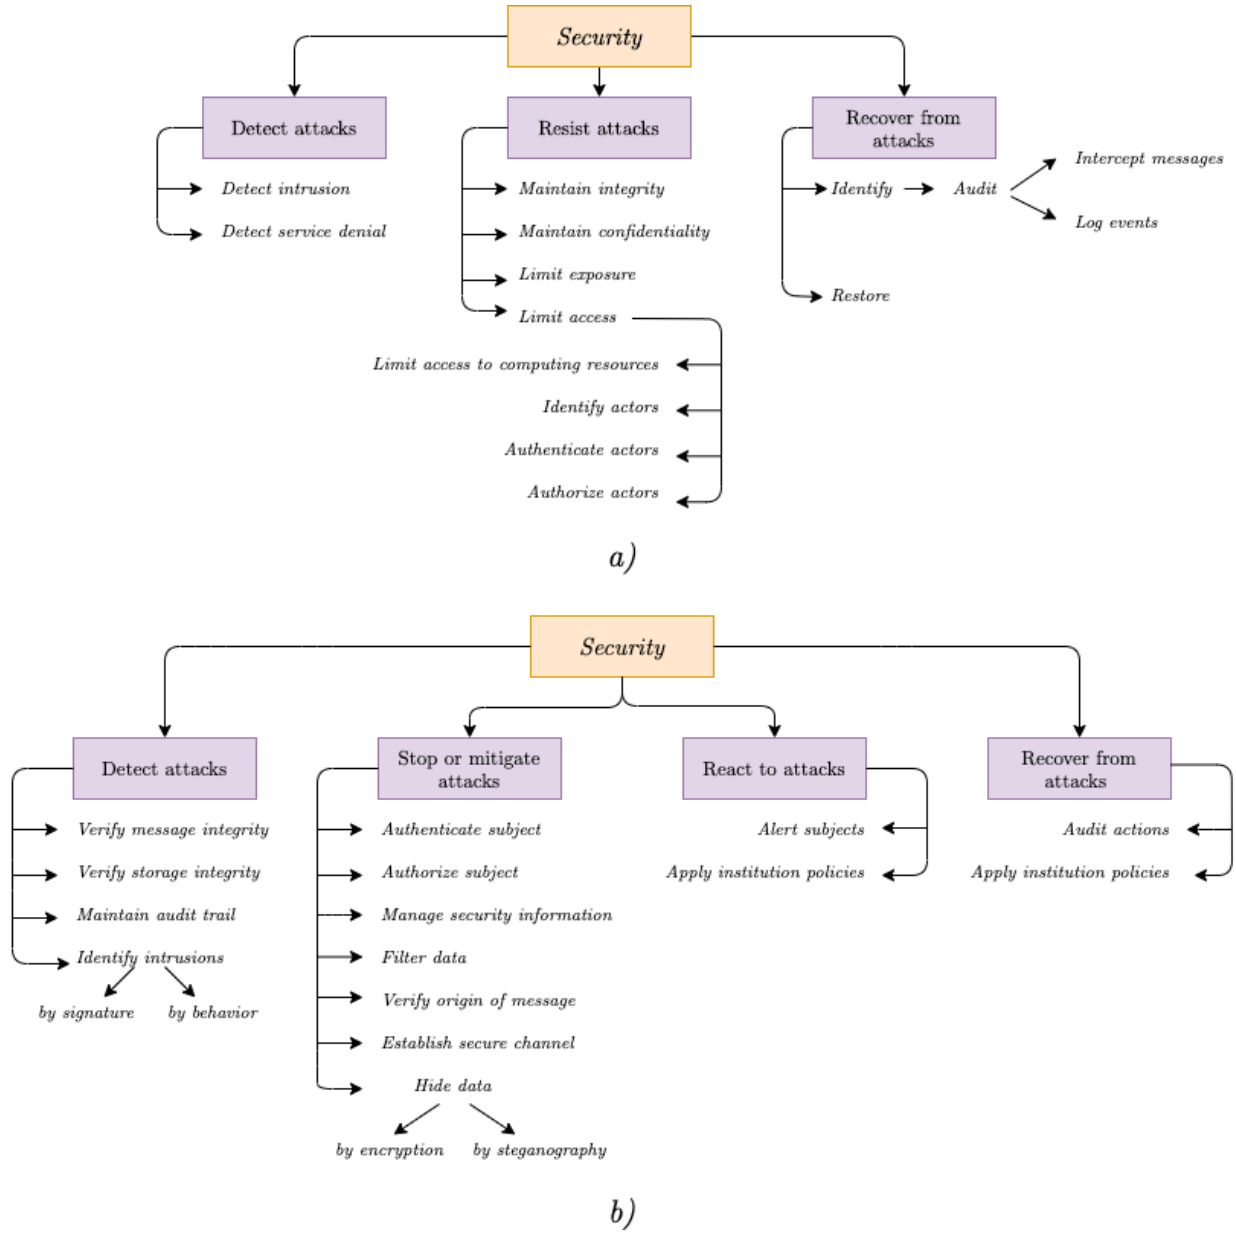 Security
Detect attacks
Detect intrusion
Detect service denial
Resist attacks
Maintain integrity
Maintain confidentiality
Limit exposure
Limit access
Limit access to computing resources
Identify actors
Authenticate actors
Authorize actors
Recover from
attacks
Identify
Audit
Intercept messages
Log events
Restore
a)
Security
Detect attacks
Verify message integrity
Verify storage integrity
Maintain audit trail
Identify intrusions
by signature
by behavior
Stop or mitigate
attacks
Authenticate subject
Authorize subject
Manage security information
Filter data
Verify origin of message
Establish secure channel
Hide data
by encryption
by steganography
React to attacks
Alert subjects
Apply institution policies
Recover from
attacks
Audit actions
Apply institution policies
b)